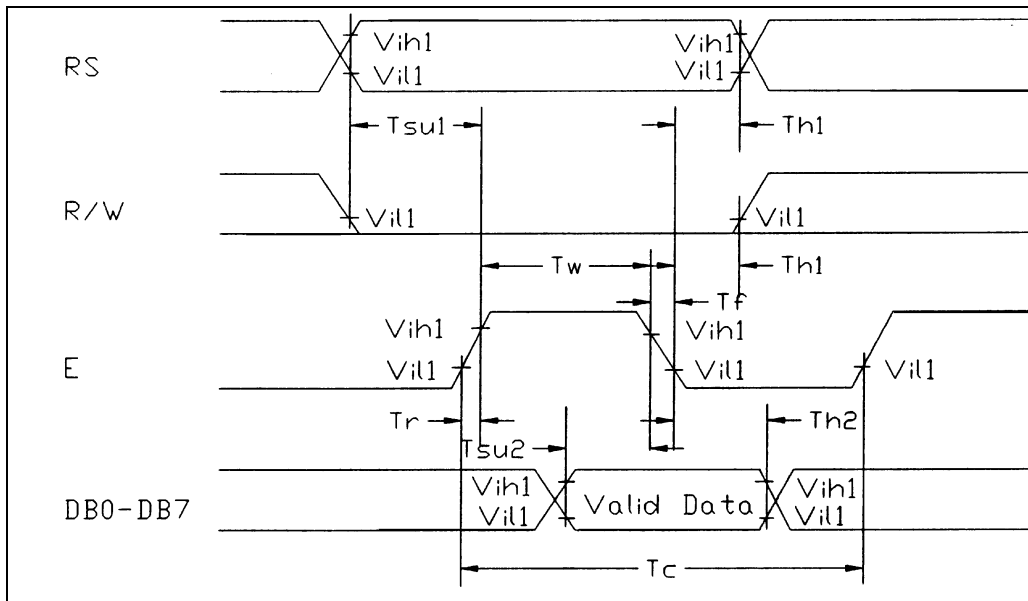 RS
Vih1
Vil1
Vih1
Vil1
Tsu1
Th1
R/W
Vil1
Vil1
Tw
Th1
Tf
E
Vih1
Vil1
Vih1
Vil1
Vil1
Tr
Tsu2
Th2
DB0-DB7
Vih1
Vil1
Valid Data
Vih1
Vil1
Tc